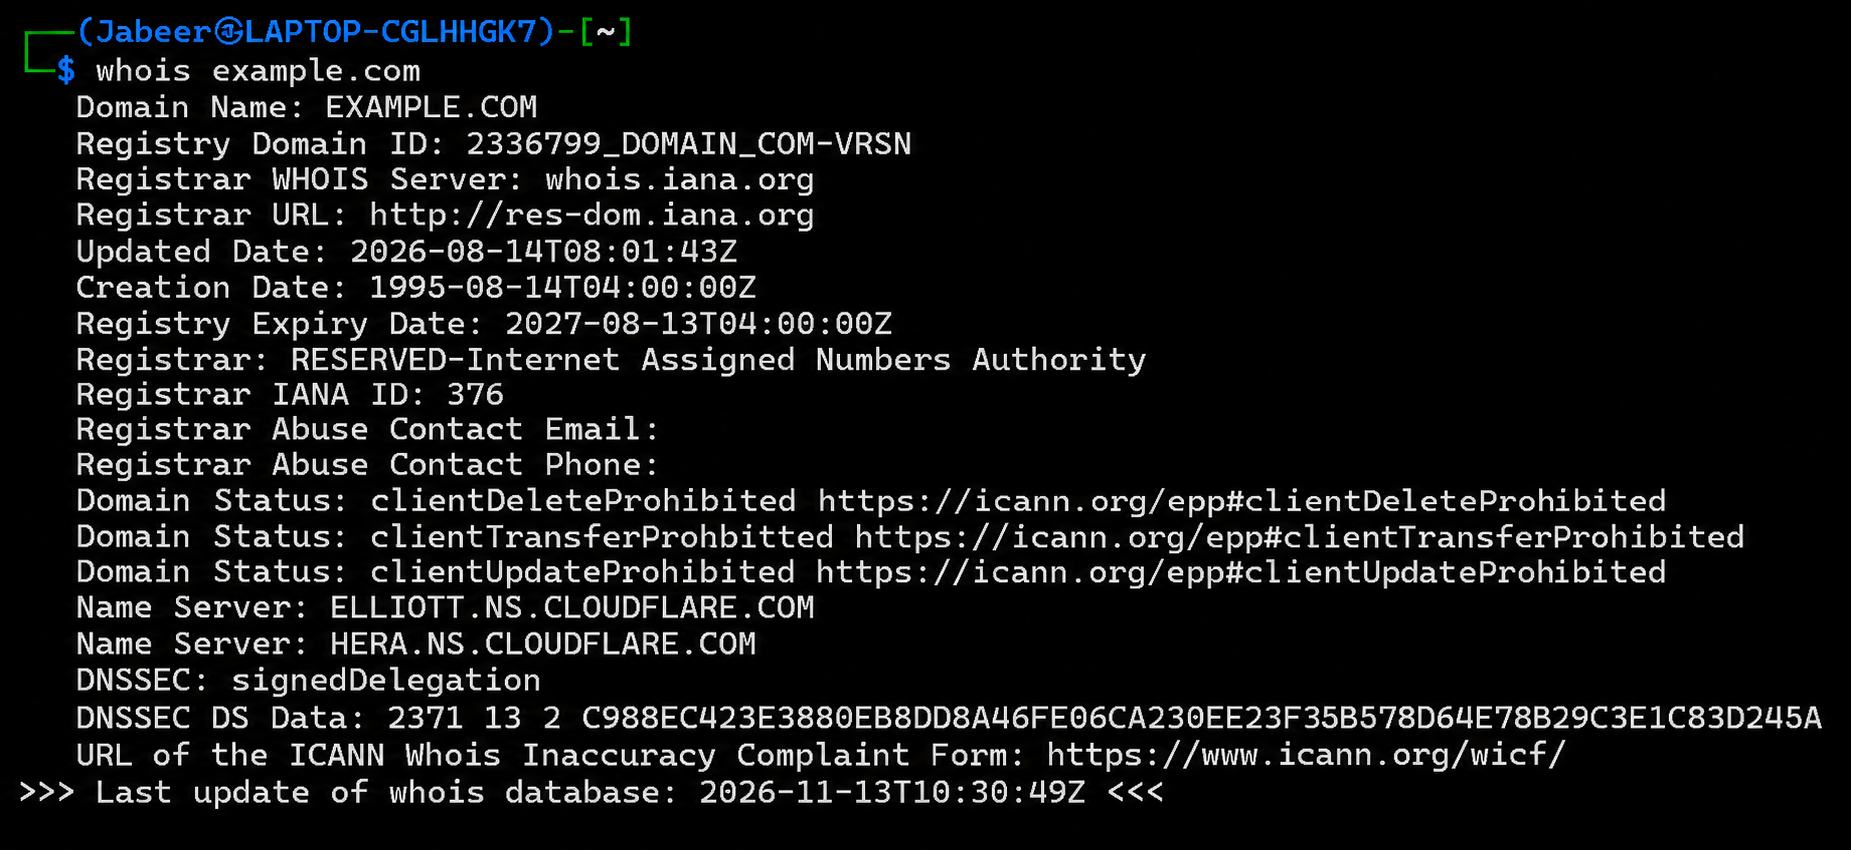 (Jabeer㉿LAPTOP-CGLHHGK7)-[~]
$ whois example.com
Domain Name: EXAMPLE.COM
Registry Domain ID: 2336799_DOMAIN_COM-VRSN
Registrar WHOIS Server: whois.iana.org
Registrar URL: http://res-dom.iana.org
Updated Date: 2026-08-14T08:01:43Z
Creation Date: 1995-08-14T04:00:00Z
Registry Expiry Date: 2027-08-13T04:00:00Z
Registrar: RESERVED-Internet Assigned Numbers Authority
Registrar IANA ID: 376
Registrar Abuse Contact Email:
Registrar Abuse Contact Phone:
Domain Status: clientDeleteProhibited https://icann.org/epp#clientDeleteProhibited
Domain Status: clientTransferProhbitted https://icann.org/epp#clientTransferProhibited
Domain Status: clientUpdateProhibited https://icann.org/epp#clientUpdateProhibited
Name Server: ELLIOTT.NS.CLOUDFLARE.COM
Name Server: HERA.NS.CLOUDFLARE.COM
DNSSEC: signedDelegation
DNSSEC DS Data: 2371 13 2 C988EC423E3880EB8DD8A46FE06CA230EE23F35B578D64E78B29C3E1C83D245A
URL of the ICANN Whois Inaccuracy Complaint Form: https://www.icann.org/wicf/
>>> Last update of whois database: 2026-11-13T10:30:49Z <<<